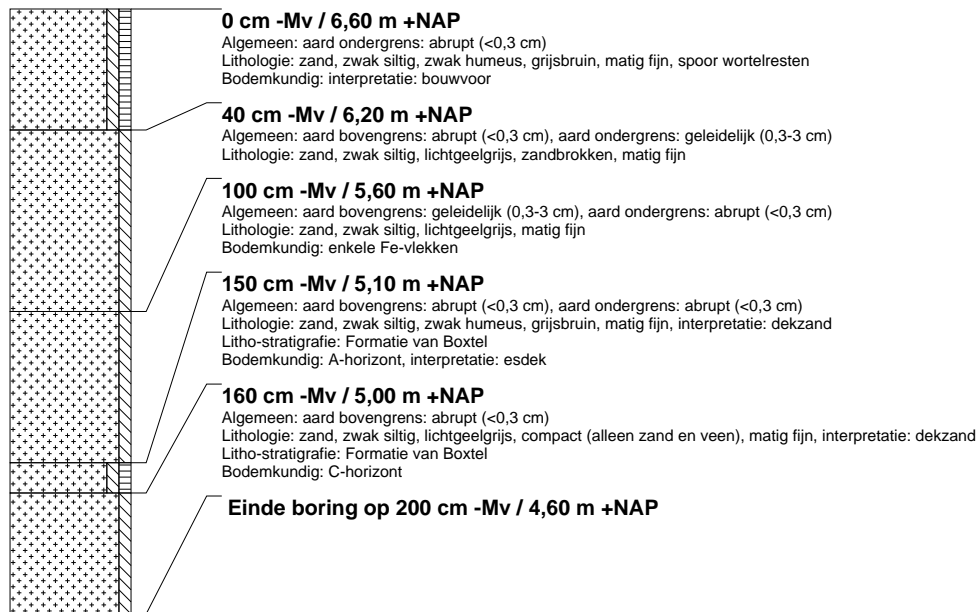 0 cm -Mv / 6,60 m +NAP
Algemeen: aard ondergrens: abrupt (<0,3 cm)
Lithologie: zand, zwak siltig, zwak humeus, grijsbruin, matig fijn, spoor wortelresten
Bodemkundig: interpretatie: bouwvoor
40 cm -Mv / 6,20 m +NAP
Algemeen: aard bovengrens: abrupt (<0,3 cm), aard ondergrens: geleidelijk (0,3-3 cm)
Lithologie: zand, zwak siltig, lichtgeelgrijs, zandbrokken, matig fijn
100 cm -Mv / 5,60 m +NAP
Algemeen: aard bovengrens: geleidelijk (0,3-3 cm), aard ondergrens: abrupt (<0,3 cm)
Lithologie: zand, zwak siltig, lichtgeelgrijs, matig fijn
Bodemkundig: enkele Fe-vlekken
150 cm -Mv / 5,10 m +NAP
Algemeen: aard bovengrens: abrupt (<0,3 cm), aard ondergrens: abrupt (<0,3 cm)
Lithologie: zand, zwak siltig, zwak humeus, grijsbruin, matig fijn, interpretatie: dekzand
Litho-stratigrafie: Formatie van Boxtel
Bodemkundig: A-horizont, interpretatie: esdek
160 cm -Mv / 5,00 m +NAP
Algemeen: aard bovengrens: abrupt (<0,3 cm)
Lithologie: zand, zwak siltig, lichtgeelgrijs, compact (alleen zand en veen), matig fijn, interpretatie: dekzand
Litho-stratigrafie: Formatie van Boxtel
Bodemkundig: C-horizont
Einde boring op 200 cm -Mv / 4,60 m +NAP